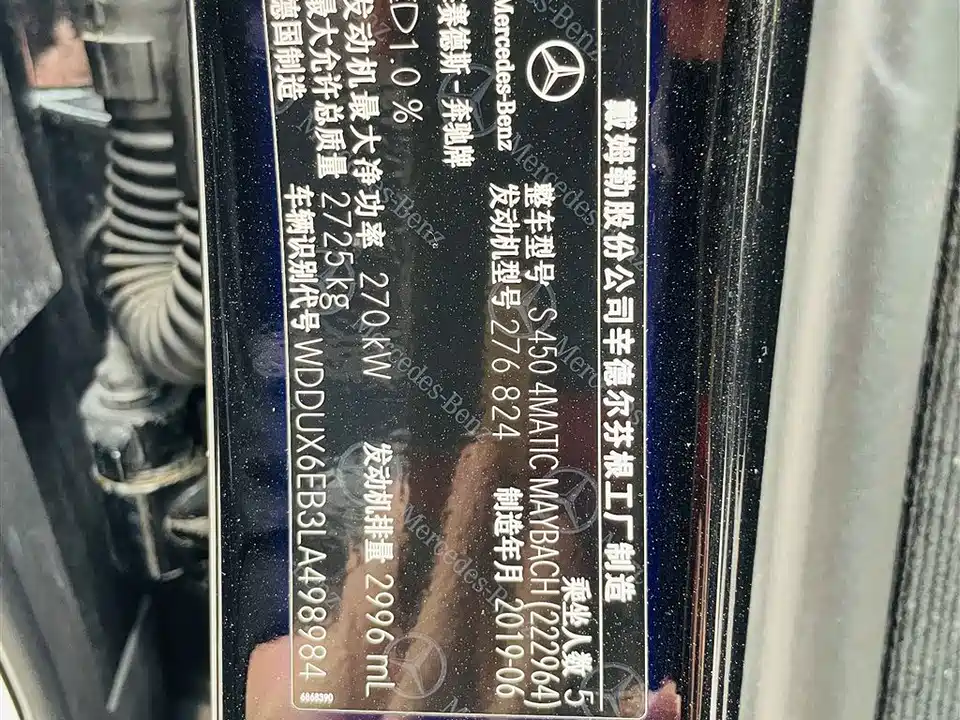 戴姆勒股份公司辛德尔芬根工厂制造
乘坐人数 5
整车型号 S 450 4MATIC MAYBACH (222964)
Mercedes-Benz 发动机型号 276 824 制造年月 2019-06
赛德斯-奔驰牌
1.0 %
发动机最大净功率 270 kW 发动机排量 2996 mL
最大允许总质量 2725 kg
德国制造 车辆识别代号 WDDUX6EB3LA498984
6868390